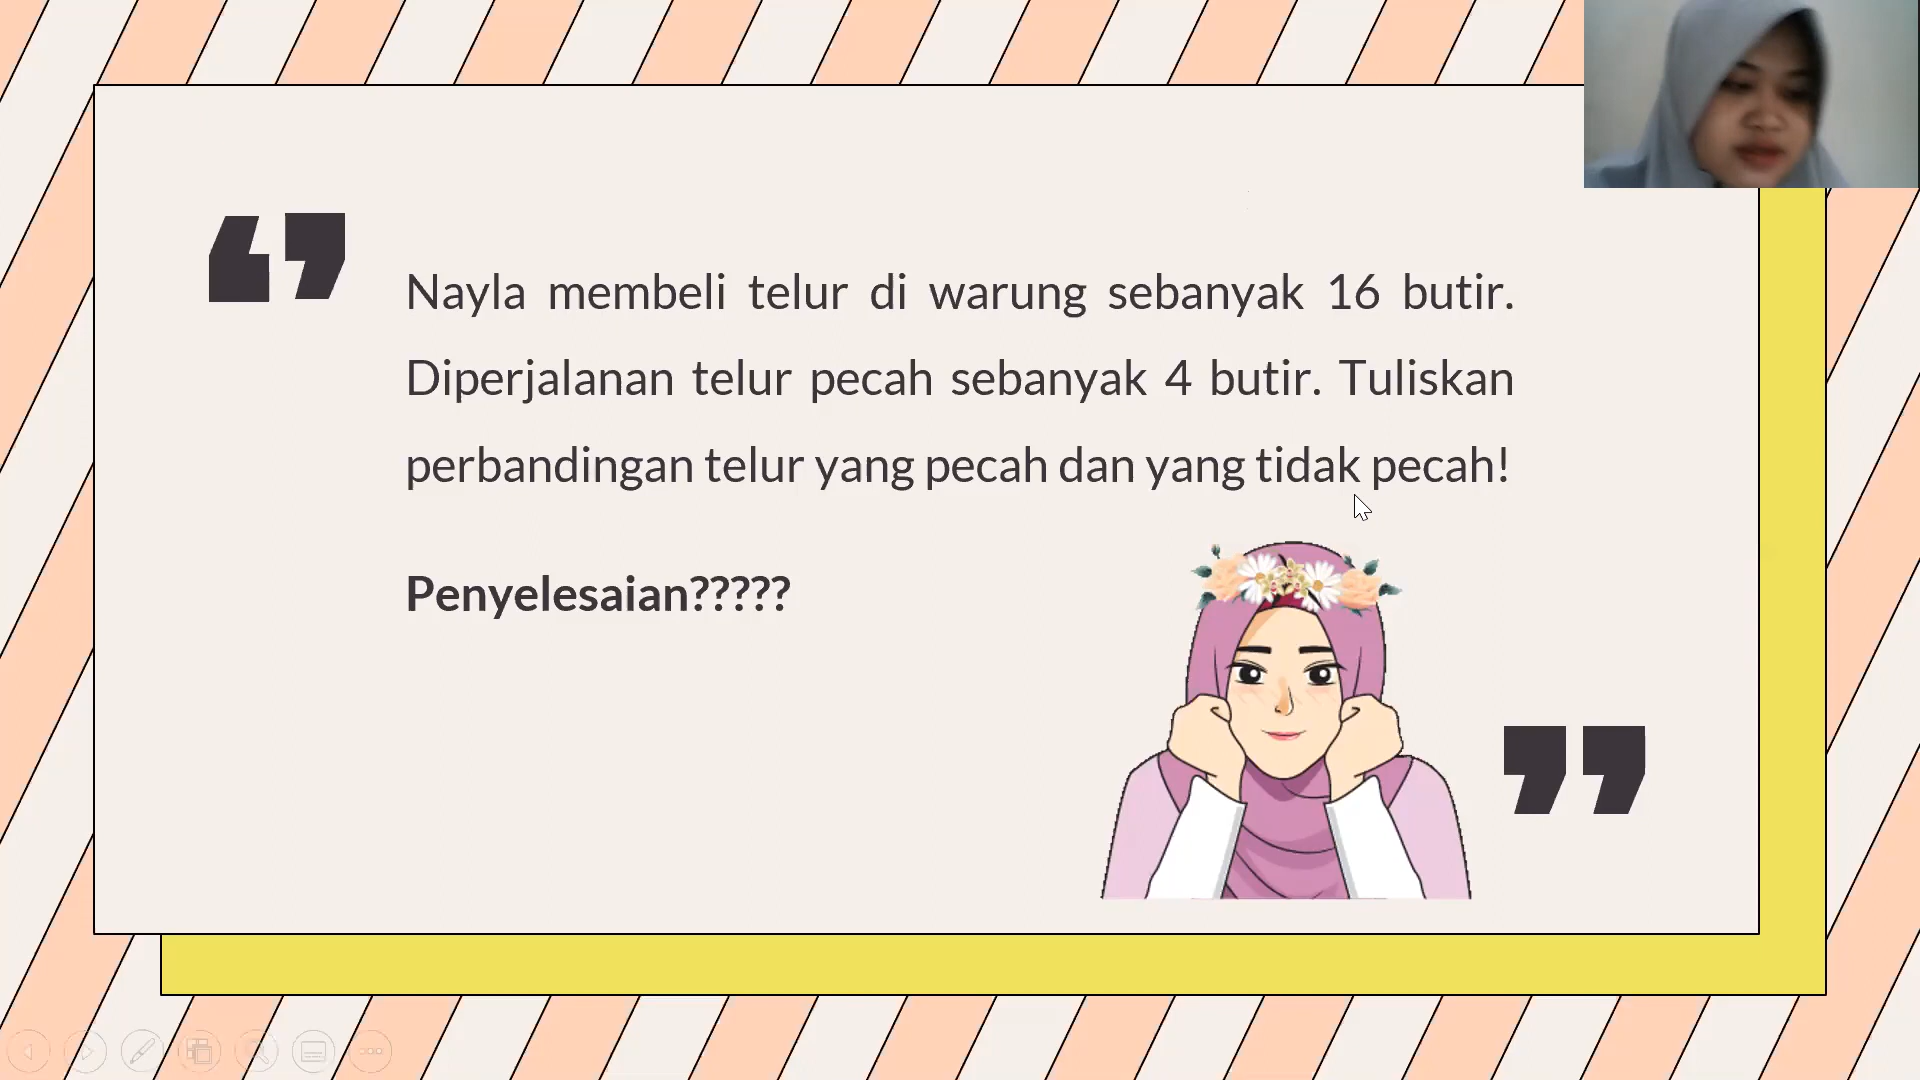 Nayla membeli telur di warung sebanyak 16 butir.
Diperjalanan telur pecah sebanyak 4 butir. Tuliskan
perbandingan telur yang pecah dan yang tidak pecah!
Penyelesaian?????